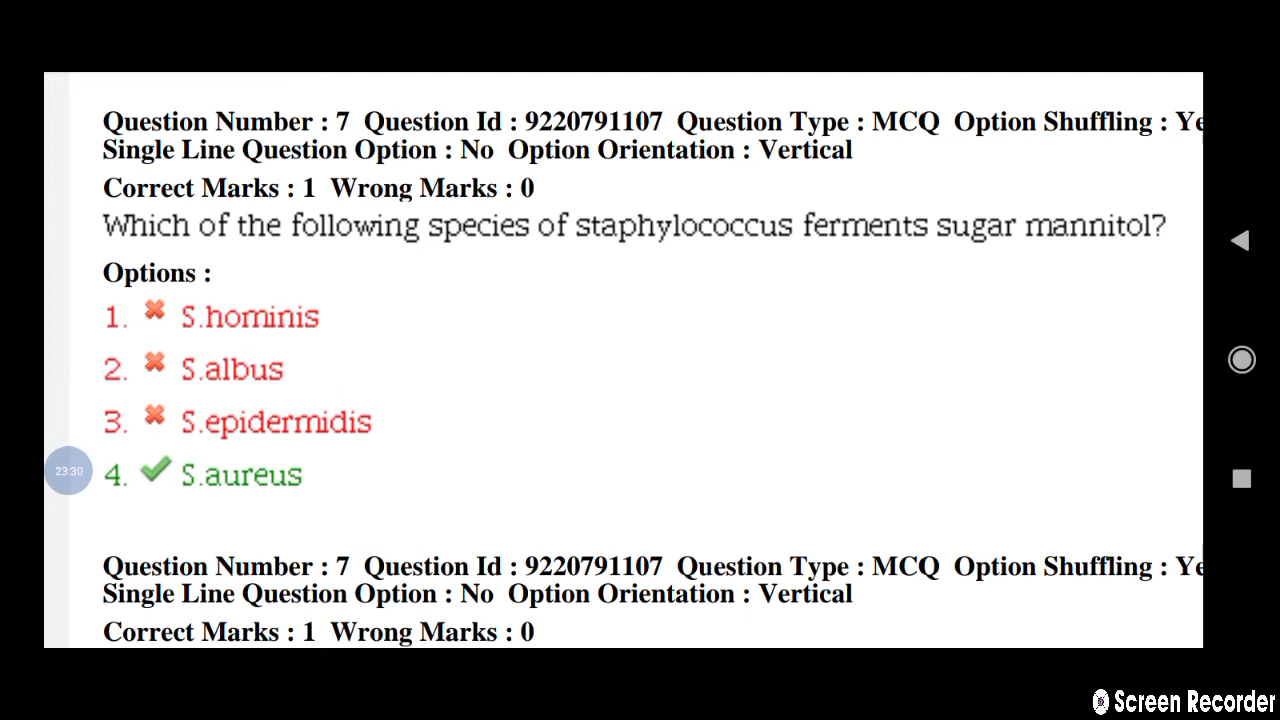 Question Number : 7 Question Id : 9220791107 Question Type : MCQ Option Shuffling : Ye
Single Line Question Option : No Option Orientation : Vertical
Correct Marks : 1 Wrong Marks : 0
Which of the following species of staphylococcus ferments sugar mannitol?
Options :
1. S.hominis
2. S.albus
3. S.epidermidis
23:30
4. S.aureus
Question Number : 7 Question Id : 9220791107 Question Type : MCQ Option Shuffling : Ye
Single Line Question Option : No Option Orientation : Vertical
Correct Marks : 1 Wrong Marks : 0
Screen Recorder